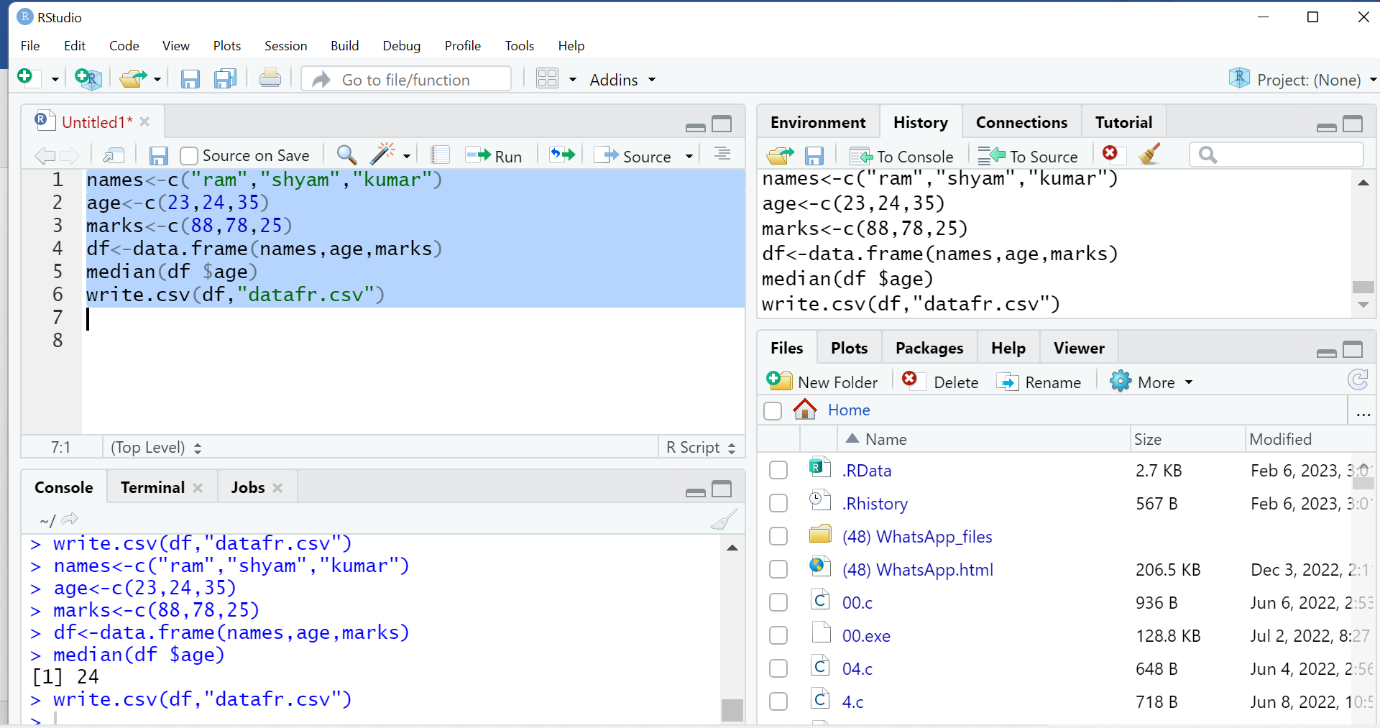 RStudio
File Edit Code View Plots Session Build Debug Profile Tools Help
Go to file/function Addins Project: (None)
Untitled1*
Source on Save Run Source
1 names<-c("ram","shyam","kumar")
2 age<-c(23,24,35)
3 marks<-c(88,78,25)
4 df<-data.frame(names,age,marks)
5 median(df $age)
6 write.csv(df,"datafr.csv")
7
8
7:1 (Top Level) R Script
Console Terminal Jobs
~/
> write.csv(df,"datafr.csv")
> names<-c("ram","shyam","kumar")
> age<-c(23,24,35)
> marks<-c(88,78,25)
> df<-data.frame(names,age,marks)
> median(df $age)
[1] 24
> write.csv(df,"datafr.csv")
>
Environment History Connections Tutorial
To Console To Source
names<-c("ram","shyam","kumar")
age<-c(23,24,35)
marks<-c(88,78,25)
df<-data.frame(names,age,marks)
median(df $age)
write.csv(df,"datafr.csv")
Files Plots Packages Help Viewer
New Folder Delete Rename More
Home ...
Name Size Modified
.RData 2.7 KB Feb 6, 2023,
.Rhistory 567 B Feb 6, 2023,
(48) WhatsApp_files
(48) WhatsApp.html 206.5 KB Dec 3, 2022,
00.c 936 B Jun 6, 2022, 2:53
00.exe 128.8 KB Jul 2, 2022, 8:27
04.c 648 B Jun 4, 2022, 2:56
4.c 718 B Jun 8, 2022,